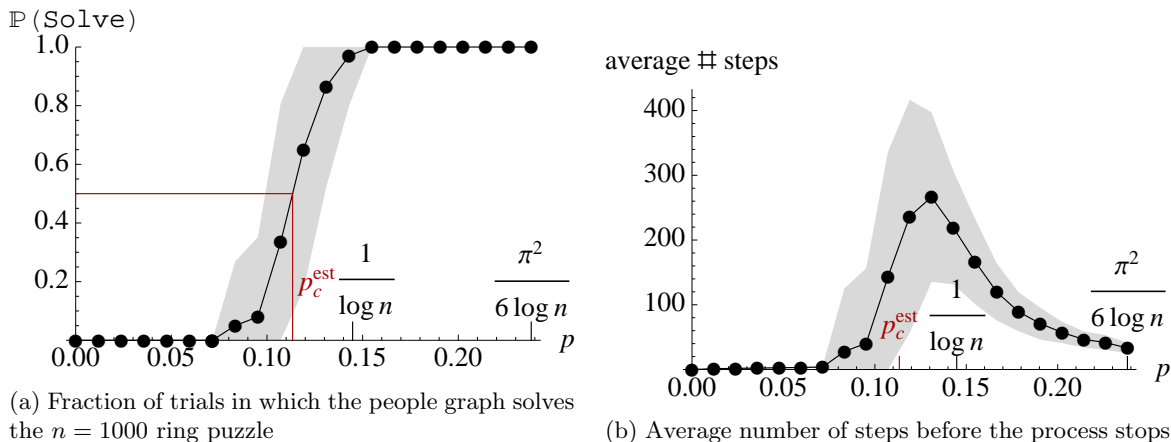 ℙ(Solve)
1.0
0.8
0.6
0.4
0.2
0.00
0.05
0.10
0.15
0.20
p
p_c^est
1
log n
π²
6 log n
(a) Fraction of trials in which the people graph solves
the n = 1000 ring puzzle
average # steps
400
300
200
100
0.00
0.05
0.10
0.15
0.20
p
p_c^est
1
log n
π²
6 log n
(b) Average number of steps before the process stops